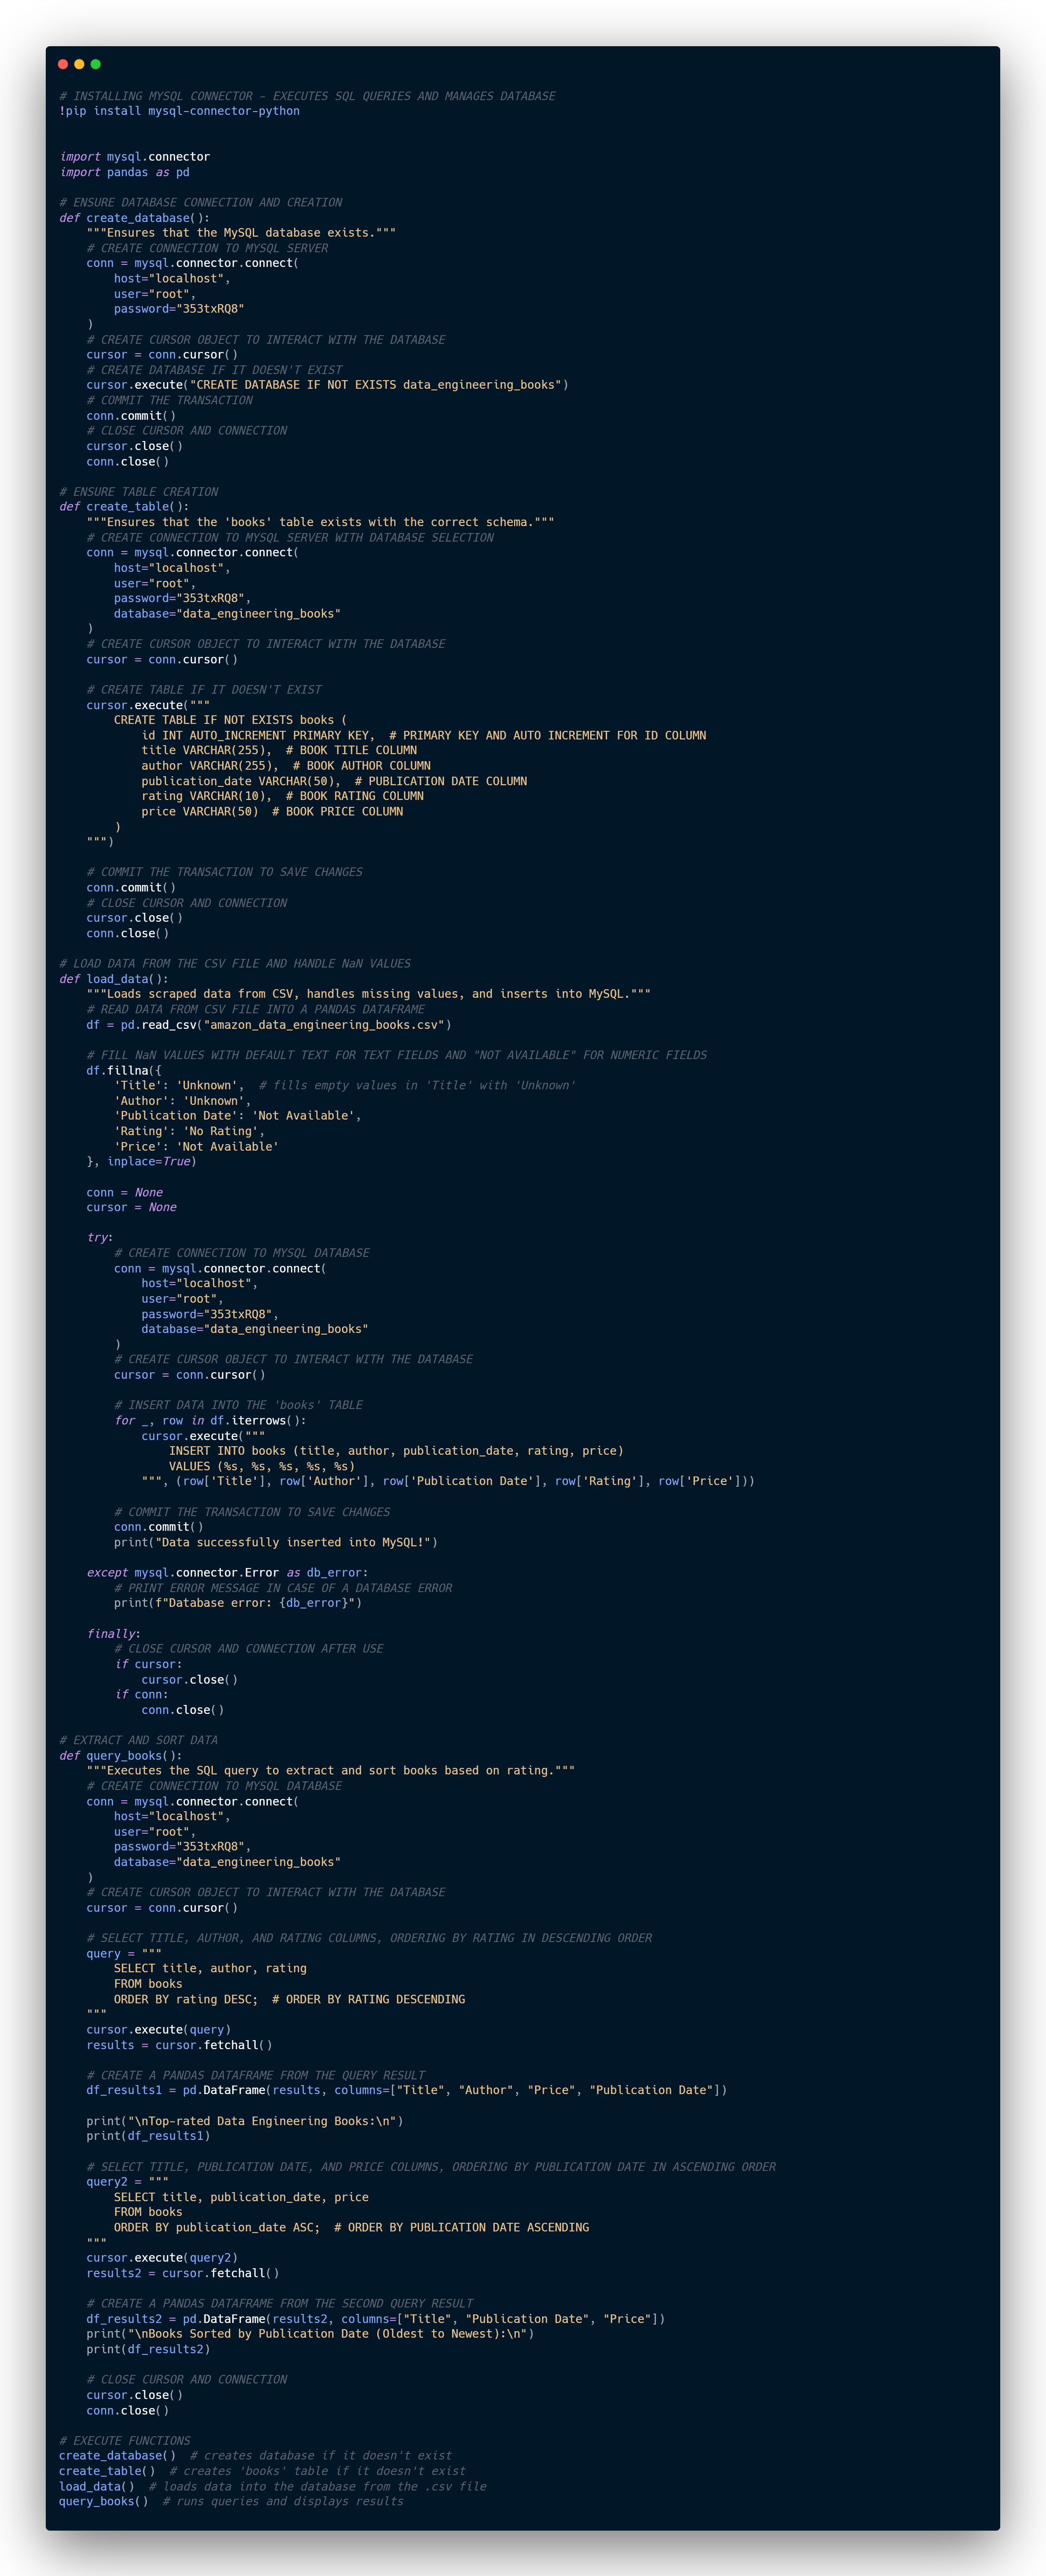 # INSTALLING MYSQL CONNECTOR - EXECUTES SQL QUERIES AND MANAGES DATABASE
!pip install mysql-connector-python


import mysql.connector
import pandas as pd

# ENSURE DATABASE CONNECTION AND CREATION
def create_database():
    """Ensures that the MySQL database exists."""
    # CREATE CONNECTION TO MYSQL SERVER
    conn = mysql.connector.connect(
        host="localhost",
        user="root",
        password="353txRQ8"
    )
    # CREATE CURSOR OBJECT TO INTERACT WITH THE DATABASE
    cursor = conn.cursor()
    # CREATE DATABASE IF IT DOESN'T EXIST
    cursor.execute("CREATE DATABASE IF NOT EXISTS data_engineering_books")
    # COMMIT THE TRANSACTION
    conn.commit()
    # CLOSE CURSOR AND CONNECTION
    cursor.close()
    conn.close()

# ENSURE TABLE CREATION
def create_table():
    """Ensures that the 'books' table exists with the correct schema."""
    # CREATE CONNECTION TO MYSQL SERVER WITH DATABASE SELECTION
    conn = mysql.connector.connect(
        host="localhost",
        user="root",
        password="353txRQ8",
        database="data_engineering_books"
    )
    # CREATE CURSOR OBJECT TO INTERACT WITH THE DATABASE
    cursor = conn.cursor()

    # CREATE TABLE IF IT DOESN'T EXIST
    cursor.execute("""
        CREATE TABLE IF NOT EXISTS books (
            id INT AUTO_INCREMENT PRIMARY KEY,  # PRIMARY KEY AND AUTO INCREMENT FOR ID COLUMN
            title VARCHAR(255),  # BOOK TITLE COLUMN
            author VARCHAR(255),  # BOOK AUTHOR COLUMN
            publication_date VARCHAR(50),  # PUBLICATION DATE COLUMN
            rating VARCHAR(10),  # BOOK RATING COLUMN
            price VARCHAR(50)  # BOOK PRICE COLUMN
        )
    """)

    # COMMIT THE TRANSACTION TO SAVE CHANGES
    conn.commit()
    # CLOSE CURSOR AND CONNECTION
    cursor.close()
    conn.close()

# LOAD DATA FROM THE CSV FILE AND HANDLE NaN VALUES
def load_data():
    """Loads scraped data from CSV, handles missing values, and inserts into MySQL."""
    # READ DATA FROM CSV FILE INTO A PANDAS DATAFRAME
    df = pd.read_csv("amazon_data_engineering_books.csv")

    # FILL NaN VALUES WITH DEFAULT TEXT FOR TEXT FIELDS AND "NOT AVAILABLE" FOR NUMERIC FIELDS
    df.fillna({
        'Title': 'Unknown',  # fills empty values in 'Title' with 'Unknown'
        'Author': 'Unknown',
        'Publication Date': 'Not Available',
        'Rating': 'No Rating',
        'Price': 'Not Available'
    }, inplace=True)

    conn = None
    cursor = None

    try:
        # CREATE CONNECTION TO MYSQL DATABASE
        conn = mysql.connector.connect(
            host="localhost",
            user="root",
            password="353txRQ8",
            database="data_engineering_books"
        )
        # CREATE CURSOR OBJECT TO INTERACT WITH THE DATABASE
        cursor = conn.cursor()

        # INSERT DATA INTO THE 'books' TABLE
        for _, row in df.iterrows():
            cursor.execute("""
                INSERT INTO books (title, author, publication_date, rating, price)
                VALUES (%s, %s, %s, %s, %s)
            """, (row['Title'], row['Author'], row['Publication Date'], row['Rating'], row['Price']))

        # COMMIT THE TRANSACTION TO SAVE CHANGES
        conn.commit()
        print("Data successfully inserted into MySQL!")

    except mysql.connector.Error as db_error:
        # PRINT ERROR MESSAGE IN CASE OF A DATABASE ERROR
        print(f"Database error: {db_error}")

    finally:
        # CLOSE CURSOR AND CONNECTION AFTER USE
        if cursor:
            cursor.close()
        if conn:
            conn.close()

# EXTRACT AND SORT DATA
def query_books():
    """Executes the SQL query to extract and sort books based on rating."""
    # CREATE CONNECTION TO MYSQL DATABASE
    conn = mysql.connector.connect(
        host="localhost",
        user="root",
        password="353txRQ8",
        database="data_engineering_books"
    )
    # CREATE CURSOR OBJECT TO INTERACT WITH THE DATABASE
    cursor = conn.cursor()

    # SELECT TITLE, AUTHOR, AND RATING COLUMNS, ORDERING BY RATING IN DESCENDING ORDER
    query = """
        SELECT title, author, rating
        FROM books
        ORDER BY rating DESC;  # ORDER BY RATING DESCENDING
    """
    cursor.execute(query)
    results = cursor.fetchall()

    # CREATE A PANDAS DATAFRAME FROM THE QUERY RESULT
    df_results1 = pd.DataFrame(results, columns=["Title", "Author", "Price", "Publication Date"])

    print("\nTop-rated Data Engineering Books:\n")
    print(df_results1)

    # SELECT TITLE, PUBLICATION DATE, AND PRICE COLUMNS, ORDERING BY PUBLICATION DATE IN ASCENDING ORDER
    query2 = """
        SELECT title, publication_date, price
        FROM books
        ORDER BY publication_date ASC;  # ORDER BY PUBLICATION DATE ASCENDING
    """
    cursor.execute(query2)
    results2 = cursor.fetchall()

    # CREATE A PANDAS DATAFRAME FROM THE SECOND QUERY RESULT
    df_results2 = pd.DataFrame(results2, columns=["Title", "Publication Date", "Price"])
    print("\nBooks Sorted by Publication Date (Oldest to Newest):\n")
    print(df_results2)

    # CLOSE CURSOR AND CONNECTION
    cursor.close()
    conn.close()

# EXECUTE FUNCTIONS
create_database()  # creates database if it doesn't exist
create_table()  # creates 'books' table if it doesn't exist
load_data()  # loads data into the database from the .csv file
query_books()  # runs queries and displays results